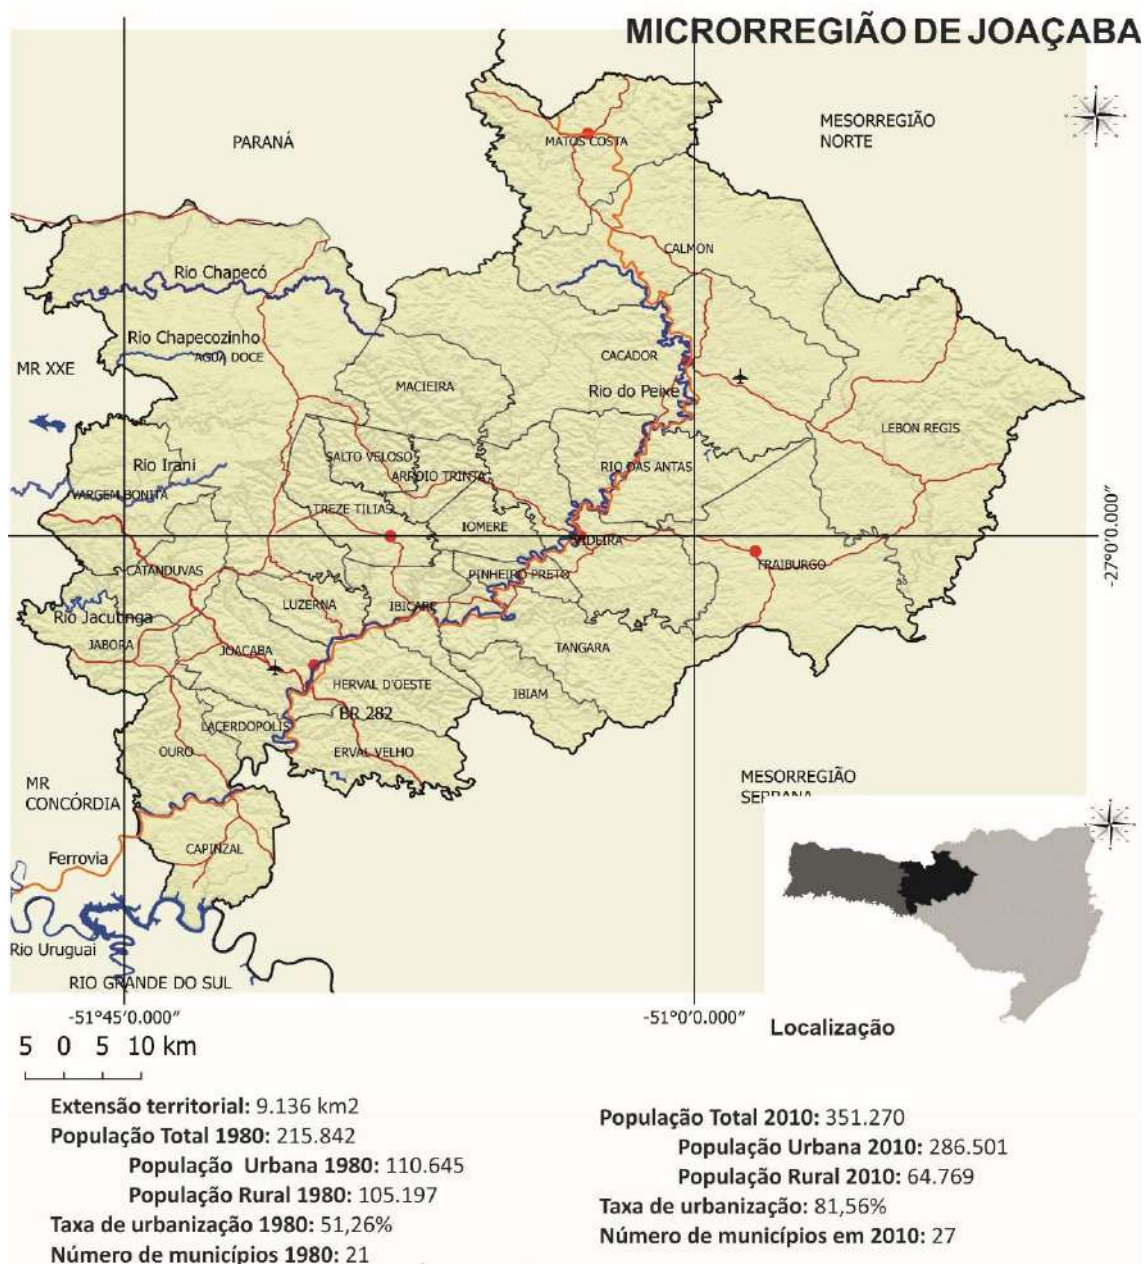 MICRORREGIÃO DE JOAÇABA
MESORREGIÃO
NORTE
PARANÁ
MATOS COSTA
CALMON
Rio Chapecó
Rio Chapecozinho
AGUA DOCE
MR XXE
CACADOR
MACIEIRA
Rio do Peixe
LEBON REGIS
SALTO VELOSO
Rio Irani
RIO DAS ANTAS
ARROIO TRINTA
VARGEM BONITA
TREZE TILIAS
IOMERE
VIDEIRA
-27°0'0.000"
FRAIBURGO
CATANDUVAS
PINHEIRO PRETO
LUZERNA
IBICARE
Rio Jacutinga
JABORA
JOACABA
TANGARA
HERVAL D'OESTE
IBIAM
BR 282
LACERDOPOLIS
OURO
ERVAL VELHO
MR
CONCÓRDIA
MESORREGIÃO
SERRANA
CAPINZAL
Ferrovia
Rio Uruguai
RIO GRANDE DO SUL
-51°45'0.000"
-51°0'0.000"
Localização
5 0 5 10 km
Extensão territorial: 9.136 km2
População Total 1980: 215.842
População Urbana 1980: 110.645
População Rural 1980: 105.197
Taxa de urbanização 1980: 51,26%
Número de municípios 1980: 21
População Total 2010: 351.270
População Urbana 2010: 286.501
População Rural 2010: 64.769
Taxa de urbanização: 81,56%
Número de municípios em 2010: 27